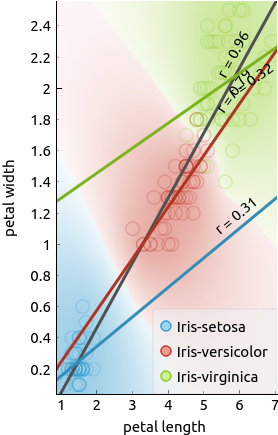 2.4
2.2
2
1.8
1.6
1.4
1.2
1
0.8
0.6
0.4
0.2
petal width
r = 0.96
r = 0.79
r = 0.32
r = 0.31
Iris-setosa
Iris-versicolor
Iris-virginica
1 2 3 4 5 6 7
petal length